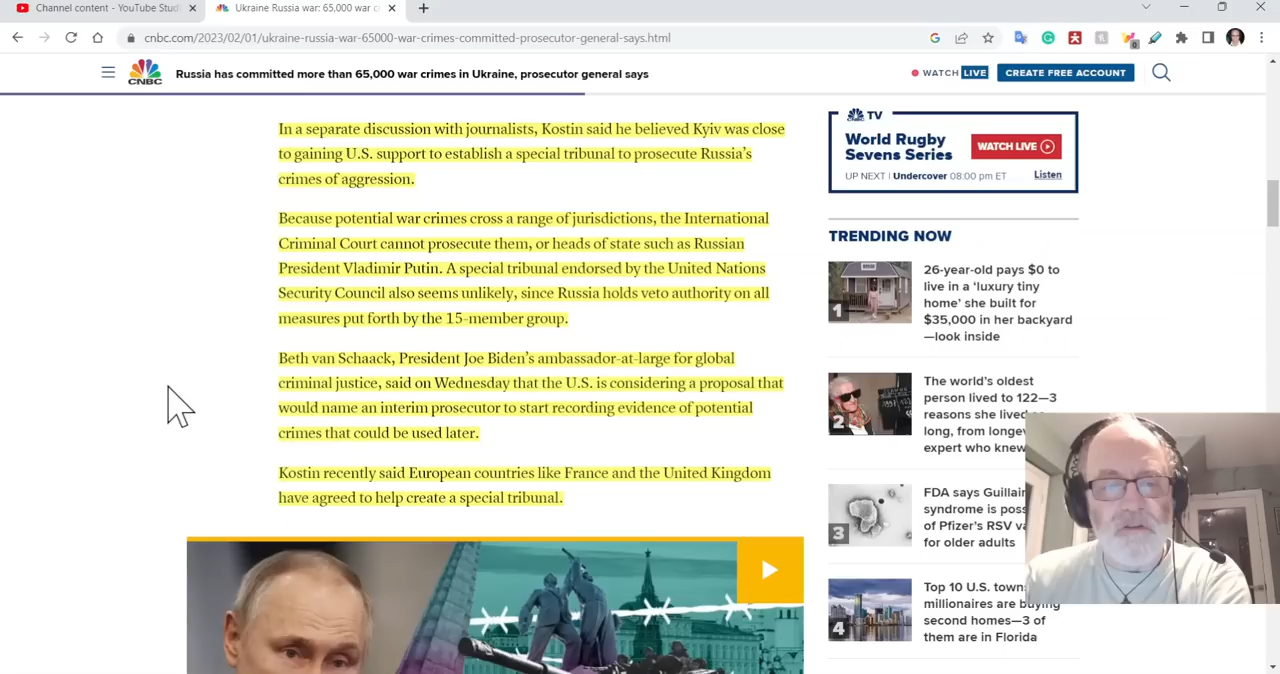 Channel content - YouTube Studi
Ukraine Russia war: 65,000 war c
cnbc.com/2023/02/01/ukraine-russia-war-65000-war-crimes-committed-prosecutor-general-says.html
CNBC
Russia has committed more than 65,000 war crimes in Ukraine, prosecutor general says
WATCH LIVE
CREATE FREE ACCOUNT
In a separate discussion with journalists, Kostin said he believed Kyiv was close
to gaining U.S. support to establish a special tribunal to prosecute Russia's
crimes of aggression.
Because potential war crimes cross a range of jurisdictions, the International
Criminal Court cannot prosecute them, or heads of state such as Russian
President Vladimir Putin. A special tribunal endorsed by the United Nations
Security Council also seems unlikely, since Russia holds veto authority on all
measures put forth by the 15-member group.
Beth van Schaack, President Joe Biden's ambassador-at-large for global
criminal justice, said on Wednesday that the U.S. is considering a proposal that
would name an interim prosecutor to start recording evidence of potential
crimes that could be used later.
Kostin recently said European countries like France and the United Kingdom
have agreed to help create a special tribunal.
TV
World Rugby
Sevens Series
WATCH LIVE
UP NEXT | Undercover 08:00 pm ET
Listen
TRENDING NOW
1
26-year-old pays $0 to
live in a 'luxury tiny
home' she built for
$35,000 in her backyard
—look inside
2
The world's oldest
person lived to 122—3
reasons she lived
long, from longev
expert who knew
3
FDA says Guillain
syndrome is poss
of Pfizer's RSV va
for older adults
4
Top 10 U.S. towns
millionaires are buying
second homes—3 of
them are in Florida